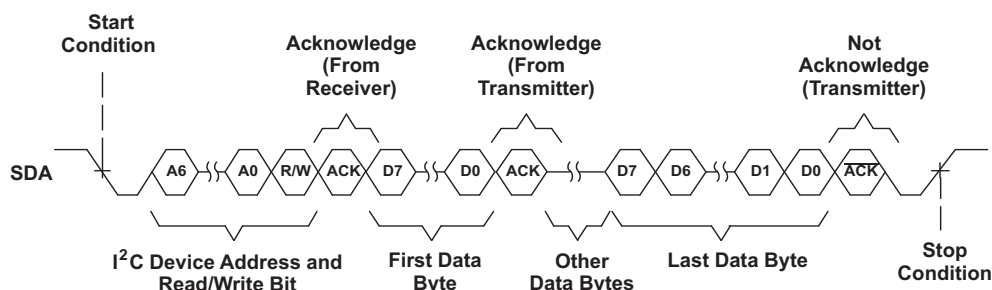 Start
Condition
Acknowledge
(From
Receiver)
Acknowledge
(From
Transmitter)
Not
Acknowledge
(Transmitter)
SDA
A6
A0
R/W
ACK
D7
D0
ACK
D7
D6
D1
D0
A̅C̅K̅
I²C Device Address and
Read/Write Bit
First Data
Byte
Other
Data Bytes
Last Data Byte
Stop
Condition